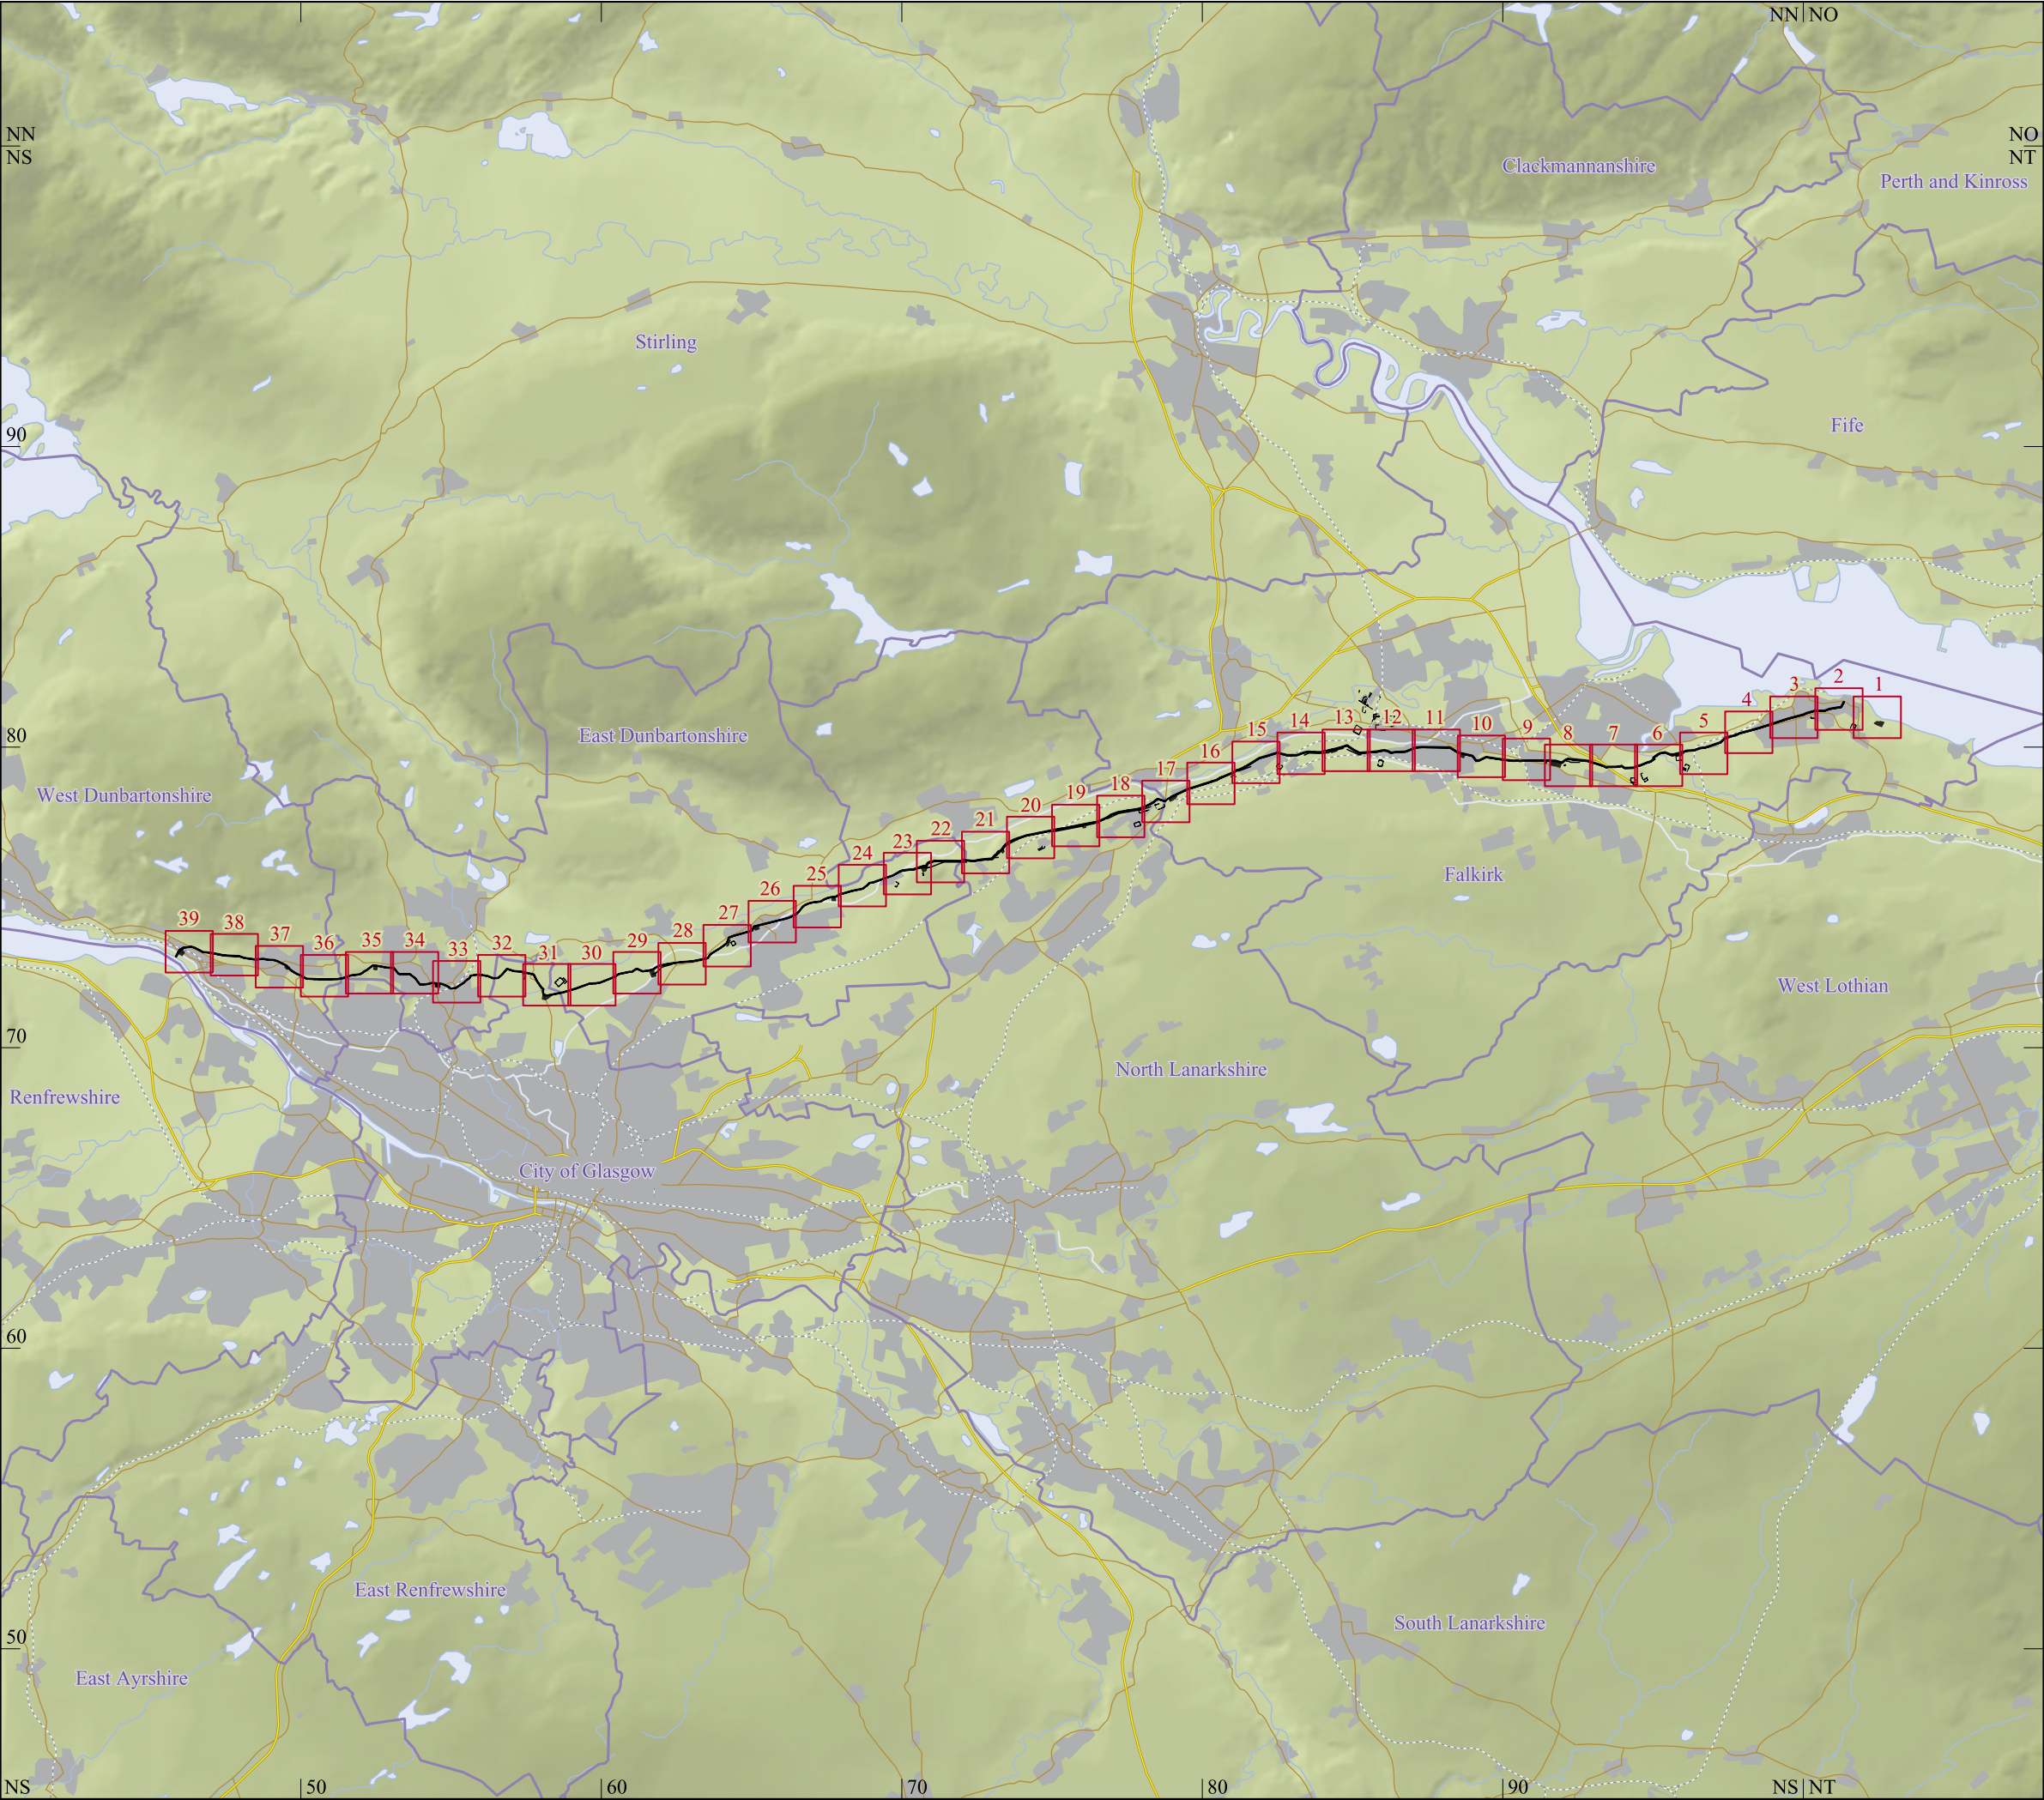 NN NO
NN
NS
NO
NT
Clackmannanshire
Perth and Kinross
Stirling
Fife
90
2
1
3
4
80
East Dunbartonshire
5
6
7
8
9
10
11
12
13
14
15
16
17
18
19
20
21
22
23
24
25
26
27
28
29
30
31
32
33
34
35
36
37
38
39
West Dunbartonshire
Falkirk
West Lothian
70
North Lanarkshire
Renfrewshire
City of Glasgow
60
East Renfrewshire
South Lanarkshire
50
East Ayrshire
NS
50
60
70
80
90
NS NT